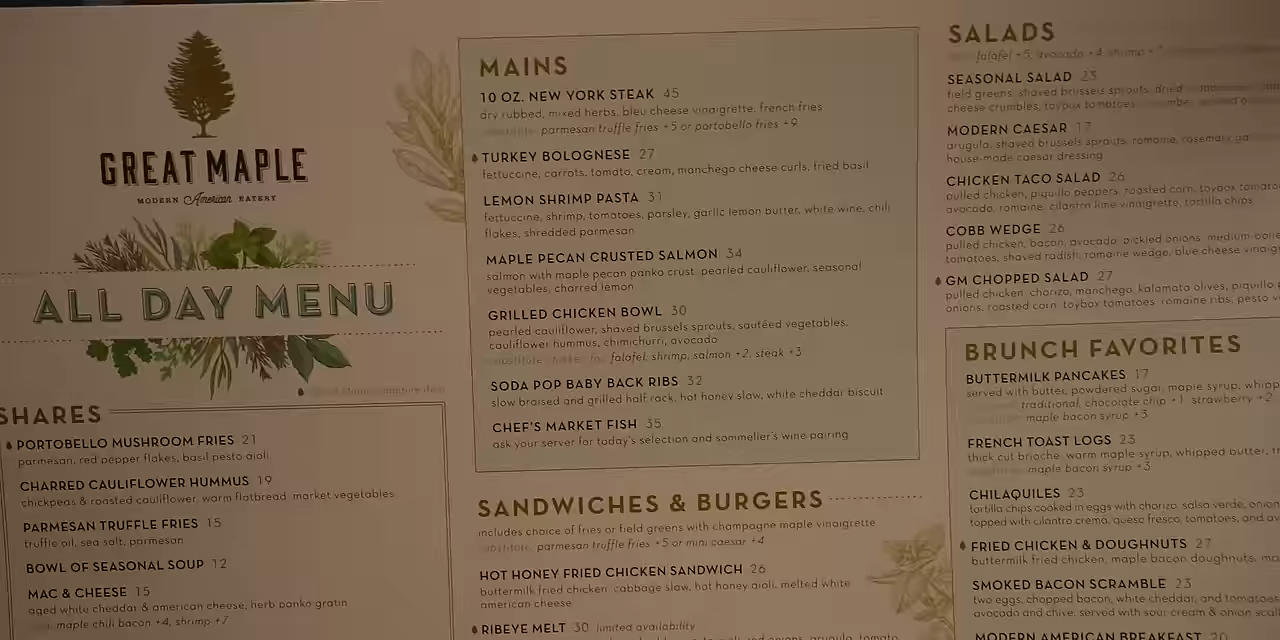 GREAT MAPLE
MODERN American EATERY
ALL DAY MENU
SHARES
PORTOBELLO MUSHROOM FRIES 21
parmesan, red pepper flakes, basil pesto aioli
CHARRED CAULIFLOWER HUMMUS 19
chickpeas & roasted cauliflower, warm flatbread, market vegetables
PARMESAN TRUFFLE FRIES 15
truffle oil, sea salt, parmesan
BOWL OF SEASONAL SOUP 12
MAC & CHEESE 15
aged white cheddar & american cheese, herb panko gratin
maple chili bacon +4, shrimp +7
MAINS
10 OZ. NEW YORK STEAK 45
dry rubbed, mixed herbs, bleu cheese vinaigrette, french fries
parmesan truffle fries +5 or portobello fries +9
TURKEY BOLOGNESE 27
fettuccine, carrots, tomato, cream, manchego cheese curls, fried basil
LEMON SHRIMP PASTA 31
fettuccine, shrimp, tomatoes, parsley, garlic lemon butter, white wine, chili
flakes, shredded parmesan
MAPLE PECAN CRUSTED SALMON 34
salmon with maple pecan panko crust, pearled cauliflower, seasonal
vegetables, charred lemon
GRILLED CHICKEN BOWL 30
pearled cauliflower, shaved brussels sprouts, sautéed vegetables,
cauliflower hummus, chimichurri, avocado
falafel, shrimp, salmon +2, steak +3
SODA POP BABY BACK RIBS 32
slow braised and grilled half rack, hot honey slaw, white cheddar biscuit
CHEF'S MARKET FISH 35
ask your server for today's selection and sommelier's wine pairing
SANDWICHES & BURGERS
includes choice of fries or field greens with champagne maple vinaigrette
substitute parmesan truffle fries +5 or mini caesar +4
HOT HONEY FRIED CHICKEN SANDWICH 26
buttermilk fried chicken, cabbage slaw, hot honey aioli, melted white
american cheese
RIBEYE MELT 30 limited availability
onions, arugula, tomato
SALADS
falafel +5, avocado +4, shrimp +
SEASONAL SALAD 23
field greens, shaved brussels sprouts, dried
cheese crumbles, toybox tomatoes
MODERN CAESAR 17
arugula, shaved brussels sprouts, romaine, rosemary
house-made caesar dressing
CHICKEN TACO SALAD 26
pulled chicken, piquillo peppers, roasted corn, toybox
avocado, romaine, cilantro lime vinaigrette, tortilla chips
COBB WEDGE 26
pulled chicken, bacon, avocado, pickled onions, medium
tomatoes, shaved radish, romaine wedge, blue cheese
GM CHOPPED SALAD 27
pulled chicken, chorizo, manchego, kalamata olives, piquillo
onions, roasted corn, toybox tomatoes, romaine ribs, pesto
BRUNCH FAVORITES
BUTTERMILK PANCAKES 17
served with butter, powdered sugar, maple syrup, whipp
traditional, chocolate chip +1, strawberry +2
maple bacon syrup +3
FRENCH TOAST LOGS 23
thick cut brioche, warm maple syrup, whipped butter,
maple bacon syrup +3
CHILAQUILES 23
tortilla chips cooked in eggs with chorizo, salsa verde, onion
topped with cilantro crema, queso fresco, tomatoes, and
FRIED CHICKEN & DOUGHNUTS 27
buttermilk fried chicken, maple bacon doughnuts,
SMOKED BACON SCRAMBLE 23
two eggs, chopped bacon, white cheddar, and tomatoes
avocado and chive, served with sour cream & onion
MODERN AMERICAN BREAKFAST 20